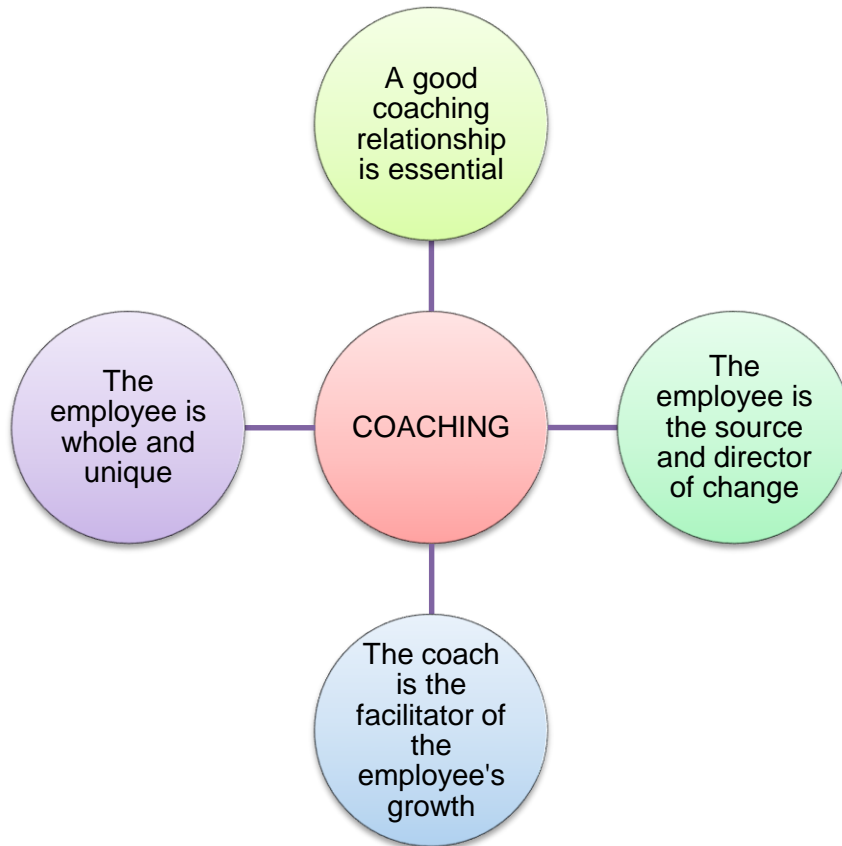 A good
coaching
relationship
is essential
The
employee is
whole and
unique
COACHING
The
employee is
the source
and director
of change
The coach
is the
facilitator of
the
employee's
growth